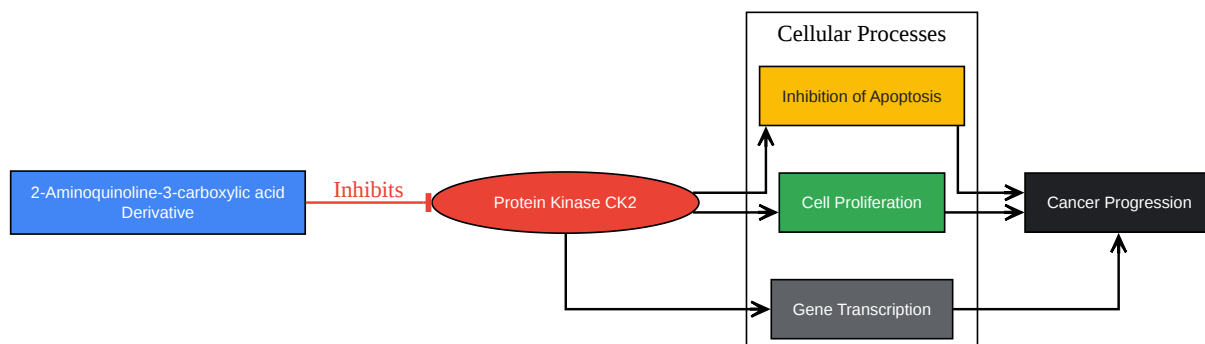 Cellular Processes
Inhibition of Apoptosis
2-Aminoquinoline-3-carboxylic acid
Derivative
Inhibits
Protein Kinase CK2
Cell Proliferation
Cancer Progression
Gene Transcription